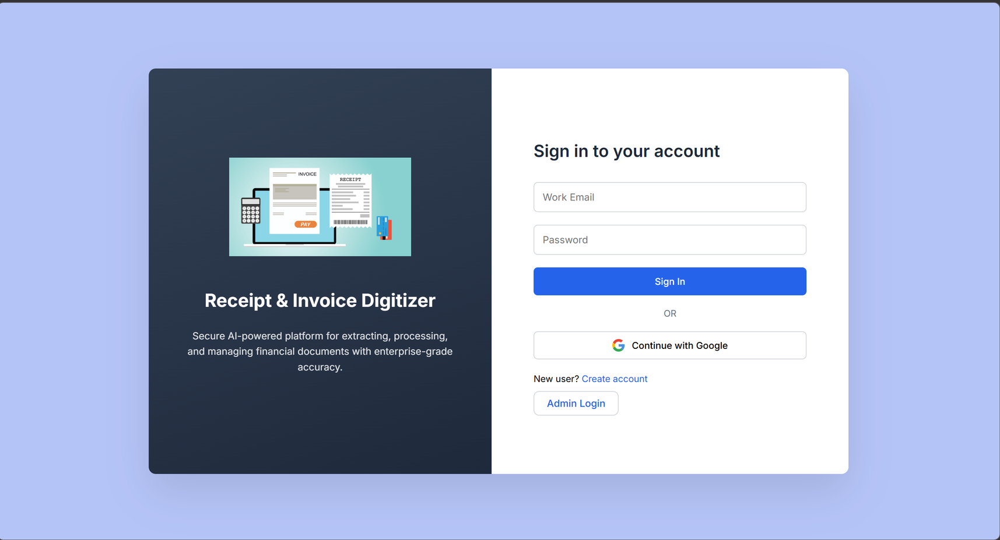 INVOICE
RECEIPT
PAY
Receipt & Invoice Digitizer
Secure AI-powered platform for extracting, processing,
and managing financial documents with enterprise-grade
accuracy.
Sign in to your account
Work Email
Password
Sign In
OR
Continue with Google
New user? Create account
Admin Login